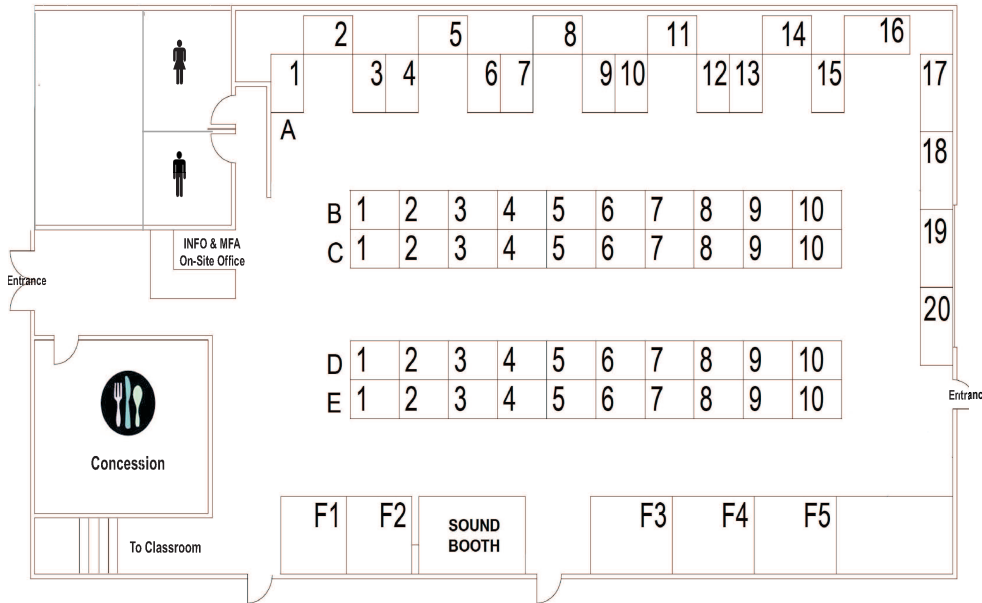 2 5 8 11 14 16
1 3 4 6 7 9 10 12 13 15 17
A
18
B 1 2 3 4 5 6 7 8 9 10
C 1 2 3 4 5 6 7 8 9 10
19
INFO & MFA
On-Site Office
Entrance
20
D 1 2 3 4 5 6 7 8 9 10
E 1 2 3 4 5 6 7 8 9 10
Entranc
Concession
F1 F2 F3 F4 F5
SOUND
BOOTH
To Classroom